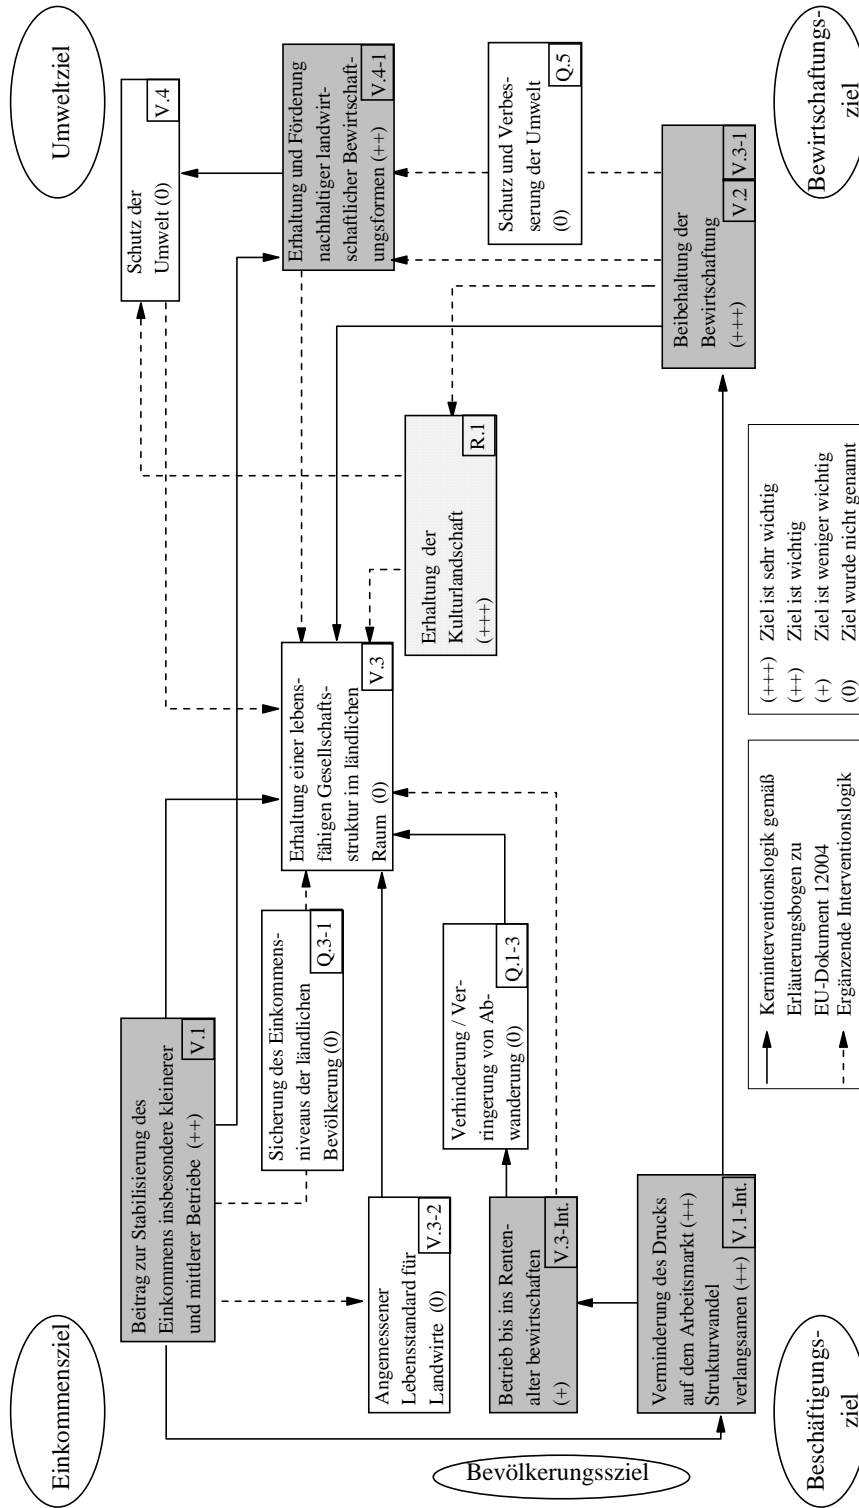 Einkommensziel
Umweltziel
Beitrag zur Stabilisierung des
Einkommens insbesondere kleinerer
und mittlerer Betriebe (++)
V.1
Schutz der
Umwelt (0)
V.4
Sicherung des Einkommens-
niveaus der ländlichen
Bevölkerung (0)
Q.3-1
Erhaltung einer lebens-
fähigen Gesellschafts-
struktur im ländlichen
Raum (0)
V.3
Erhaltung und Förderung
nachhaltiger landwirt-
schaftlicher Bewirtschaft-
ungsformen (++)
V.4-1
Angemessener
Lebensstandard für
Landwirte (0)
V.3-2
Verhinderung / Ver-
ringerung von Ab-
wanderung (0)
Q.1-3
Erhaltung der
Kulturlandschaft
(+++)
R.1
Schutz und Verbes-
serung der Umwelt
(0)
Q.5
Betrieb bis ins Renten-
alter bewirtschaften
(+)
V.3-Int.
Bevölkerungssziel
Verminderung des Drucks
auf dem Arbeitsmarkt (++)
Strukturwandel
verlangsamen (++)
V.1-Int.
Beibehaltung der
Bewirtschaftung
(+++)
V.2
V.3-1
Beschäftigungs-
ziel
Kerninterventionslogik gemäß
Erläuterungsbogen zu
EU-Dokument 12004
Ergänzende Interventionslogik
(+++) Ziel ist sehr wichtig
(++) Ziel ist wichtig
(+) Ziel ist weniger wichtig
(0) Ziel wurde nicht genannt
Bewirtschaftungs-
ziel